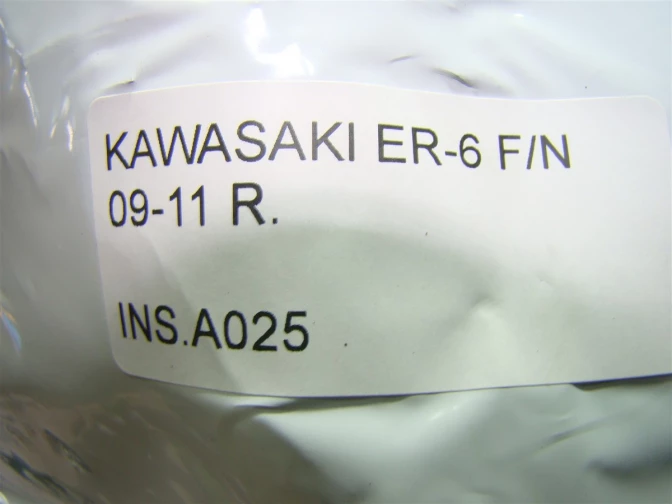 KAWASAKI ER-6 F/N
09-11 R.
INS.A025